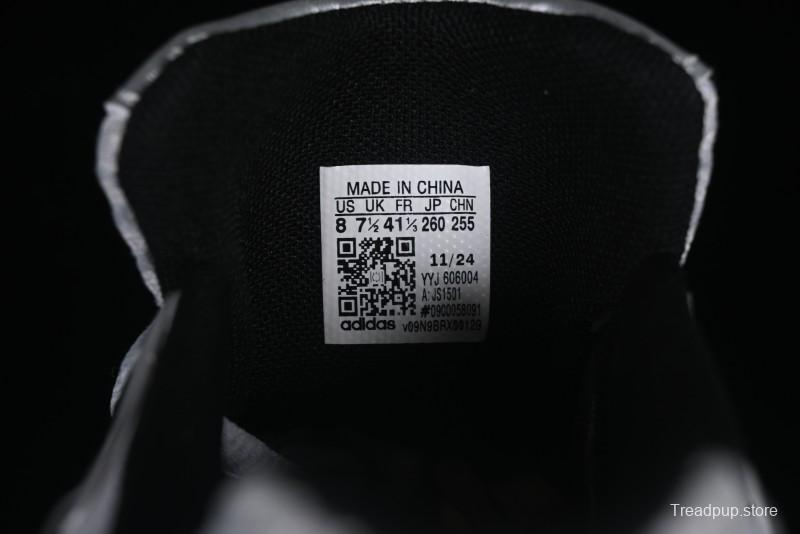 MADE IN CHINA
US UK FR JP CHN
8 7½ 41⅓ 260 255
11/24
YYJ 606004
A: JS1501
#0900058091
adidas v09N9BRX00129
Treadpup.store